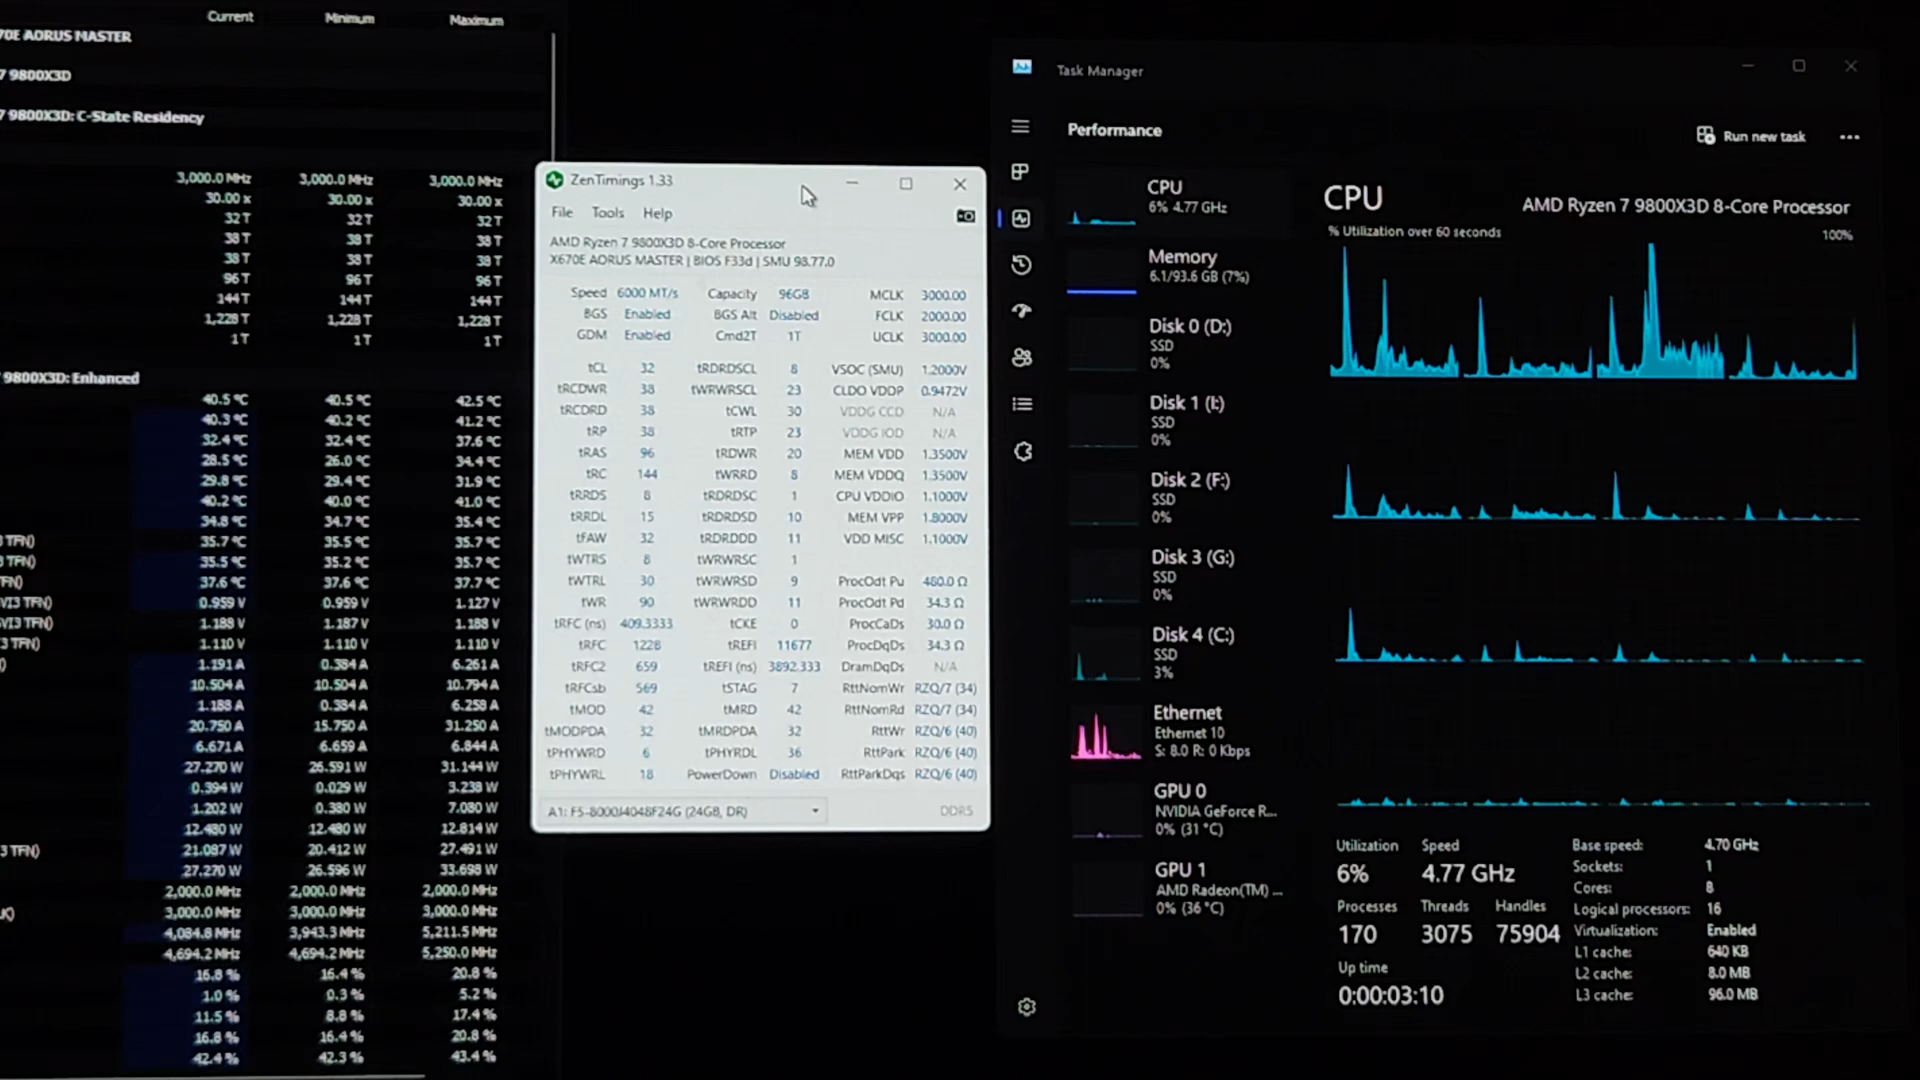 Current Minimum Maximum
70E AORUS MASTER
7 9800X3D
7 9800X3D: C-State Residency
3,000.0 MHz 3,000.0 MHz 3,000.0 MHz
30.00 x 30.00 x 30.00 x
32 T 32 T 32 T
38 T 38 T 38 T
38 T 38 T 38 T
96 T 96 T 96 T
144 T 144 T 144 T
1,228 T 1,228 T 1,228 T
1 T 1 T 1 T
9800X3D: Enhanced
40.5 °C 40.5 °C 42.5 °C
40.3 °C 40.2 °C 41.2 °C
32.4 °C 32.4 °C 37.6 °C
28.5 °C 26.0 °C 34.4 °C
29.8 °C 29.4 °C 31.9 °C
40.2 °C 40.0 °C 41.0 °C
34.8 °C 34.7 °C 35.4 °C
TFN) 35.7 °C 35.5 °C 35.7 °C
TFN) 35.5 °C 35.2 °C 35.7 °C
FN) 37.6 °C 37.6 °C 37.7 °C
VI3 TFN) 0.959 V 0.959 V 1.127 V
SVI3 TFN) 1.188 V 1.187 V 1.188 V
I3 TFN) 1.110 V 1.110 V 1.110 V
) 1.191 A 0.384 A 6.261 A
10.504 A 10.504 A 10.794 A
1.188 A 0.384 A 6.258 A
20.750 A 15.750 A 31.250 A
6.671 A 6.659 A 6.844 A
27.270 W 26.591 W 31.144 W
0.394 W 0.029 W 3.238 W
1.202 W 0.380 W 7.080 W
12.480 W 12.480 W 12.814 W
3 TFN) 21.087 W 20.412 W 27.491 W
27.270 W 26.596 W 33.698 W
2,000.0 MHz 2,000.0 MHz 2,000.0 MHz
3,000.0 MHz 3,000.0 MHz 3,000.0 MHz
4,084.8 MHz 3,943.3 MHz 5,211.5 MHz
4,694.2 MHz 4,694.2 MHz 5,250.0 MHz
16.8 % 16.4 % 20.8 %
1.0 % 0.3 % 5.2 %
11.5 % 8.8 % 17.4 %
16.8 % 16.4 % 20.8 %
42.4 % 42.3 % 43.4 %
ZenTimings 1.33
File Tools Help
AMD Ryzen 7 9800X3D 8-Core Processor
X670E AORUS MASTER | BIOS F33d | SMU 98.77.0
Speed 6000 MT/s Capacity 96GB MCLK 3000.00
BGS Enabled BGS Alt Disabled FCLK 2000.00
GDM Enabled Cmd2T 1T UCLK 3000.00
tCL 32 tRDRDSCL 8 VSOC (SMU) 1.2000V
tRCDWR 38 tWRWRSCL 23 CLDO VDDP 0.9472V
tRCDRD 38 tCWL 30 VDDG CCD N/A
tRP 38 tRTP 23 VDDG IOD N/A
tRAS 96 tRDWR 20 MEM VDD 1.3500V
tRC 144 tWRRD 8 MEM VDDQ 1.3500V
tRRDS 8 tRDRDSC 1 CPU VDDIO 1.1000V
tRRDL 15 tRDRDSD 10 MEM VPP 1.8000V
tFAW 32 tRDRDDD 11 VDD MISC 1.1000V
tWTRS 8 tWRWRSC 1
tWTRL 30 tWRWRSD 9 ProcOdt Pu 480.0 Ω
tWR 90 tWRWRDD 11 ProcOdt Pd 34.3 Ω
tRFC (ns) 409.3333 tCKE 0 ProcCaDs 30.0 Ω
tRFC 1228 tREFI 11677 ProcDqDs 34.3 Ω
tRFC2 659 tREFI (ns) 3892.333 DramDqDs N/A
tRFCsb 569 tSTAG 7 RttNomWr RZQ/7 (34)
tMOD 42 tMRD 42 RttNomRd RZQ/7 (34)
tMODPDA 32 tMRDPDA 32 RttWr RZQ/6 (40)
tPHYWRD 6 tPHYRDL 36 RttPark RZQ/6 (40)
tPHYWRL 18 PowerDown Disabled RttParkDqs RZQ/6 (40)
A1: F5-8000J4048F24G (24GB, DR) DDR5
Task Manager
Performance Run new task ...
CPU
6% 4.77 GHz
Memory
6.1/93.6 GB (7%)
Disk 0 (D:)
SSD
0%
Disk 1 (I:)
SSD
0%
Disk 2 (F:)
SSD
0%
Disk 3 (G:)
SSD
0%
Disk 4 (C:)
SSD
3%
Ethernet
Ethernet 10
S: 8.0 R: 0 Kbps
GPU 0
NVIDIA GeForce R...
0% (31 °C)
GPU 1
AMD Radeon(TM) ...
0% (36 °C)
CPU AMD Ryzen 7 9800X3D 8-Core Processor
% Utilization over 60 seconds 100%
Utilization Speed
6% 4.77 GHz
Processes Threads Handles
170 3075 75904
Up time
0:00:03:10
Base speed: 4.70 GHz
Sockets: 1
Cores: 8
Logical processors: 16
Virtualization: Enabled
L1 cache: 640 KB
L2 cache: 8.0 MB
L3 cache: 96.0 MB